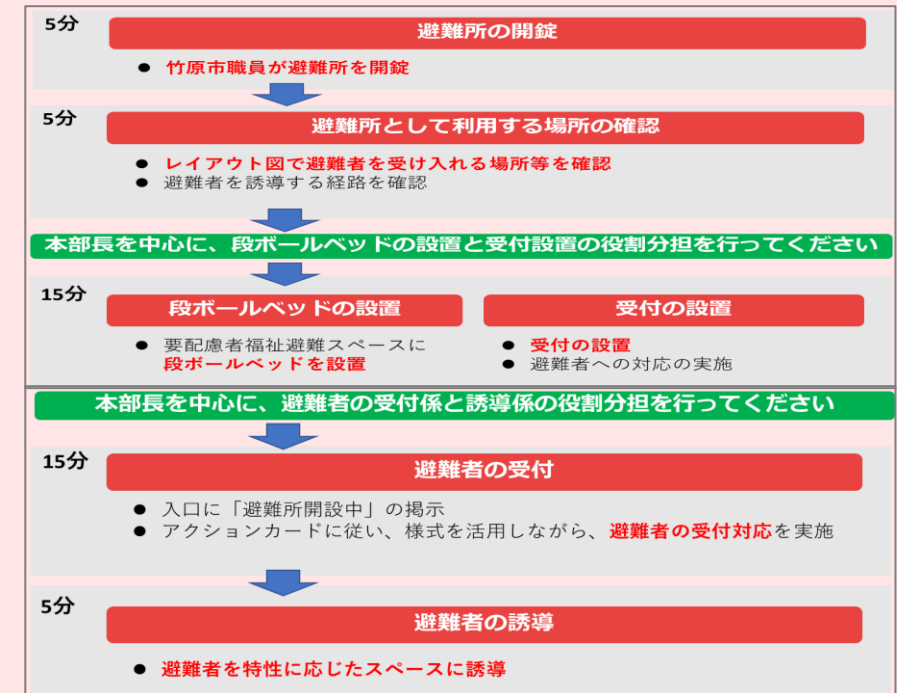 5分
避難所の開錠
● 竹原市職員が避難所を開錠
5分
避難所として利用する場所の確認
● レイアウト図で避難者を受け入れる場所等を確認
● 避難者を誘導する経路を確認
本部長を中心に、段ボールベッドの設置と受付設置の役割分担を行ってください
15分
段ボールベッドの設置
● 要配慮者福祉避難スペースに
段ボールベッドを設置
受付の設置
● 受付の設置
● 避難者への対応の実施
本部長を中心に、避難者の受付係と誘導係の役割分担を行ってください
15分
避難者の受付
● 入口に「避難所開設中」の掲示
● アクションカードに従い、様式を活用しながら、避難者の受付対応を実施
5分
避難者の誘導
● 避難者を特性に応じたスペースに誘導